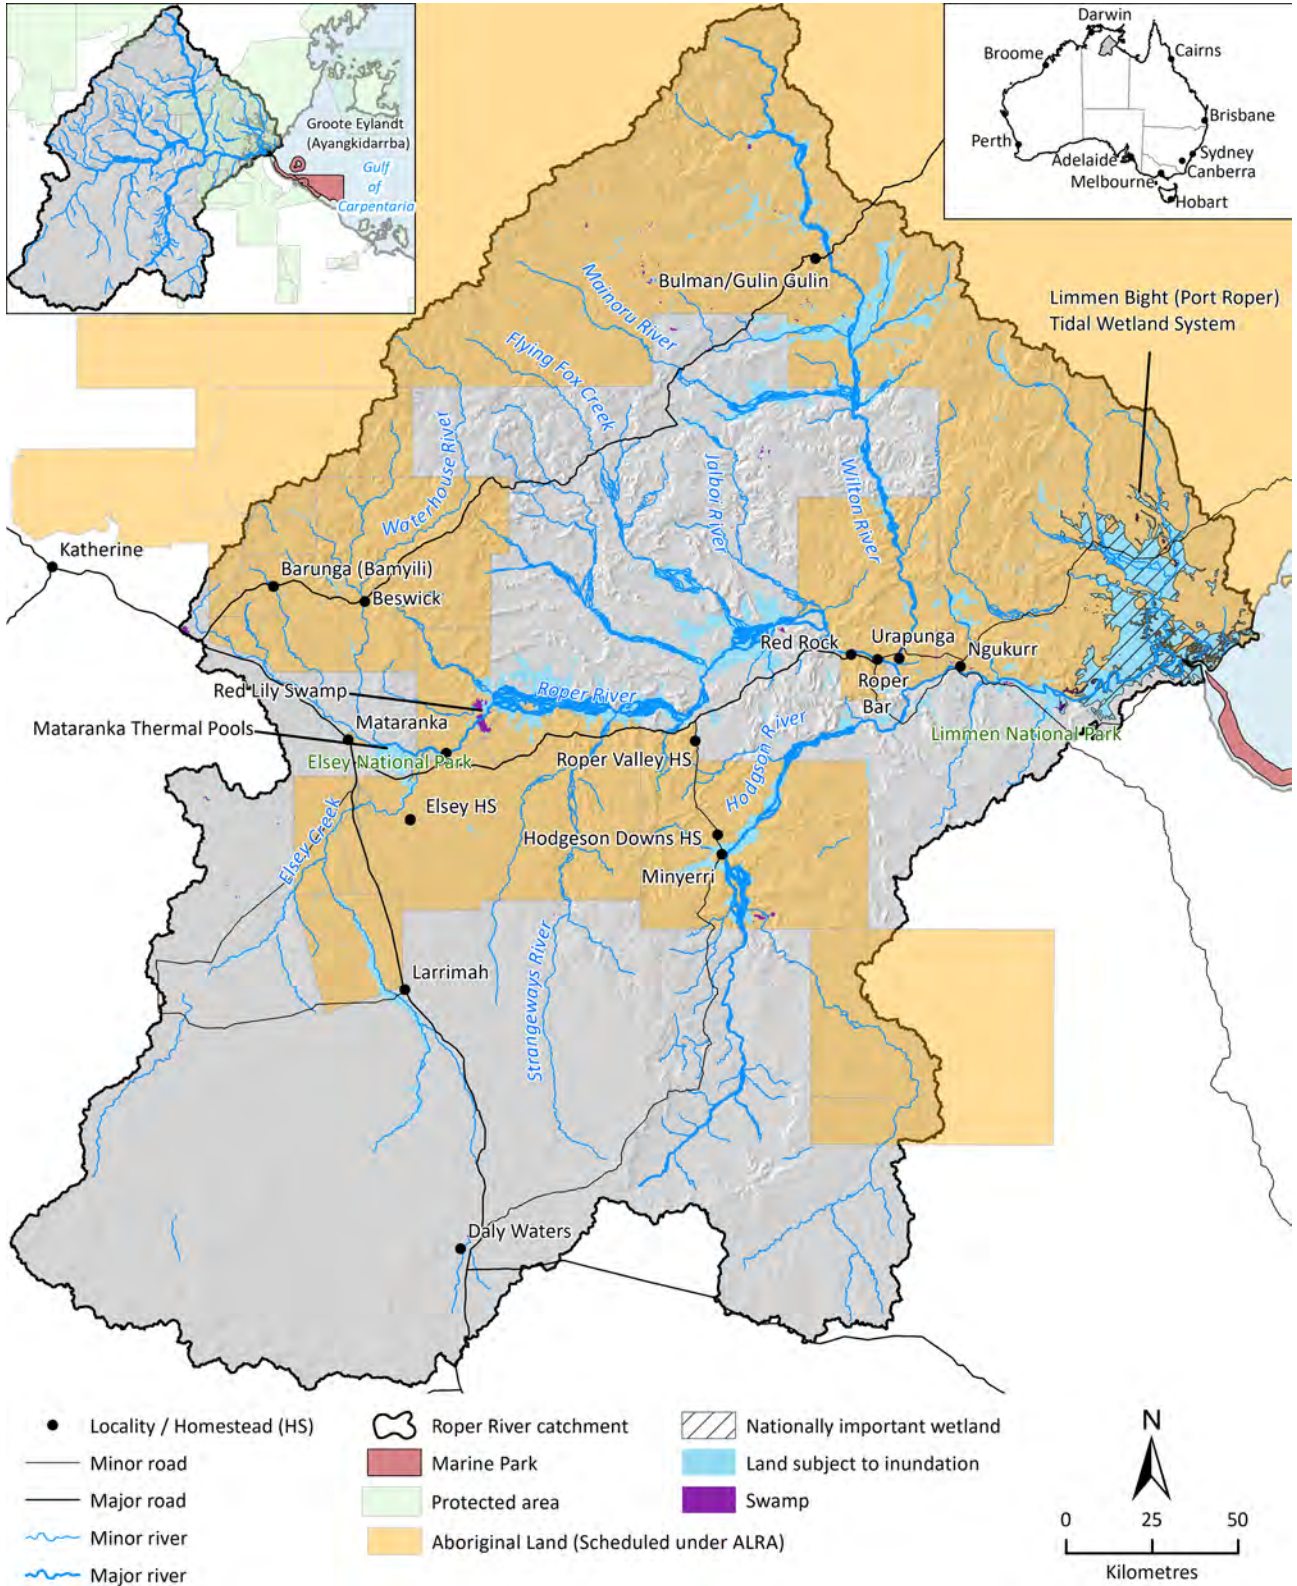 Groote Eylandt
(Ayangkidarrba)
Gulf
of
Carpentaria
Darwin
Broome
Cairns
Brisbane
Perth
Adelaide
Sydney
Canberra
Melbourne
Hobart
Bulman/Gulin Gulin
Mainoru River
Limmen Bight (Port Roper)
Tidal Wetland System
Flying Fox Creek
Waterhouse River
Jalboi River
Wilton River
Katherine
Barunga (Bamyili)
Beswick
Red Rock
Urapunga
Ngukurr
Roper
Bar
Red Lily Swamp
Roper River
Mataranka
Mataranka Thermal Pools
Elsey National Park
Roper Valley HS
Hodgson River
Limmen National Park
Elsey HS
Elsey Creek
Hodgeson Downs HS
Minyerri
Larrimah
Strangeways River
Daly Waters
Locality / Homestead (HS)
Minor road
Major road
Minor river
Major river
Roper River catchment
Marine Park
Protected area
Aboriginal Land (Scheduled under ALRA)
Nationally important wetland
Land subject to inundation
Swamp
N
0 25 50
Kilometres